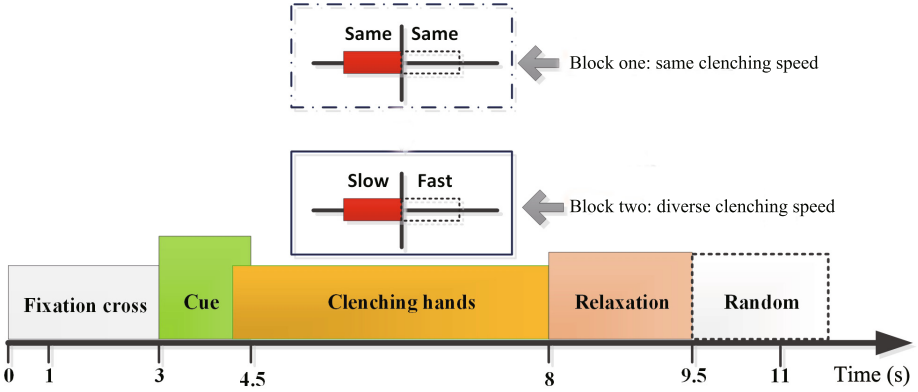 Same Same
Block one: same clenching speed
Slow Fast
Block two: diverse clenching speed
Fixation cross Cue Clenching hands Relaxation Random
0 1 3 4.5 8 9.5 11 Time (s)